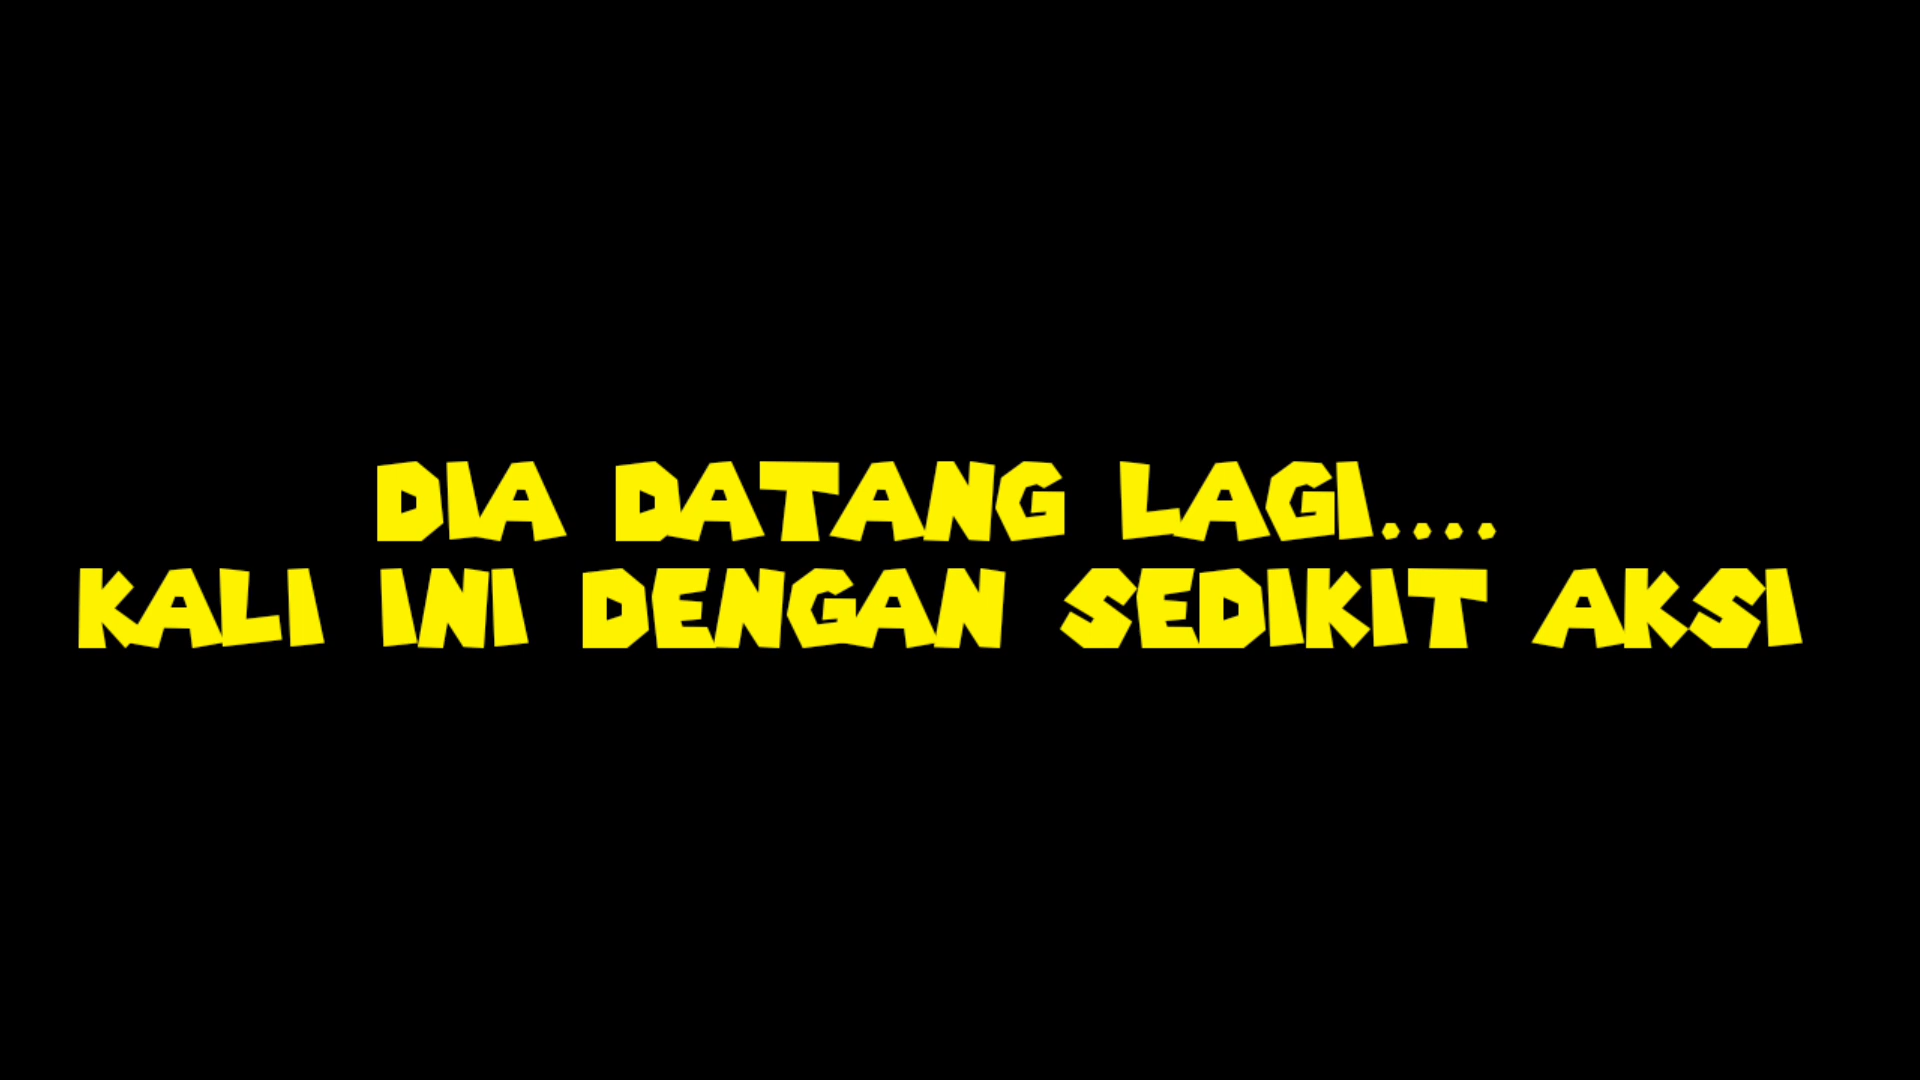 DIA DATANG LAGI....
KALI INI DENGAN SEDIKIT AKSI